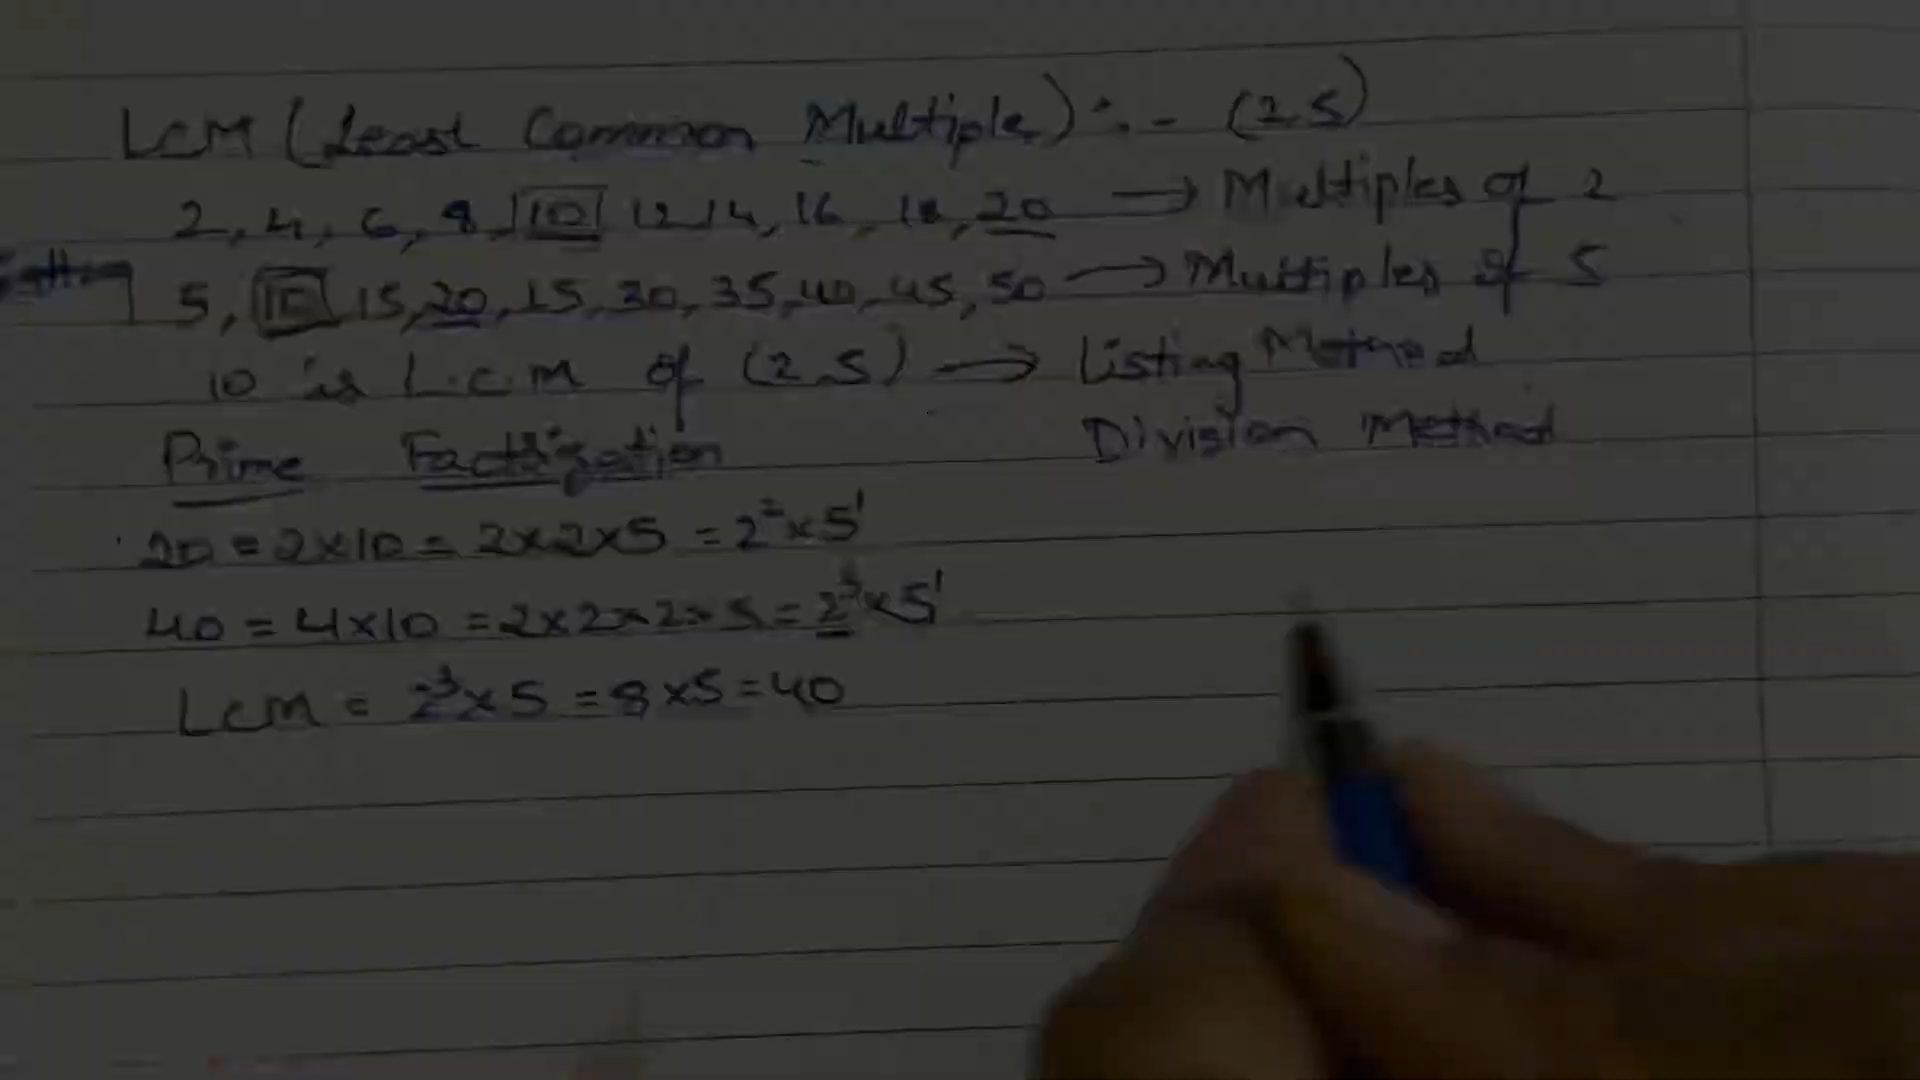 LCM (Least Common Multiple) :- (2,5)
2, 4, 6, 8, 10, 12, 14, 16, 18, 20 → Multiples of 2
5, 10, 15, 20, 25, 30, 35, 40, 45, 50 → Multiples of 5
10 is L.C.M of (2,5) → Listing Method
Division Method
Prime Factorization
20 = 2×10 = 2×2×5 = 2²×5¹
40 = 4×10 = 2×2×2×5 = 2³×5¹
LCM = 2³×5 = 8×5 = 40